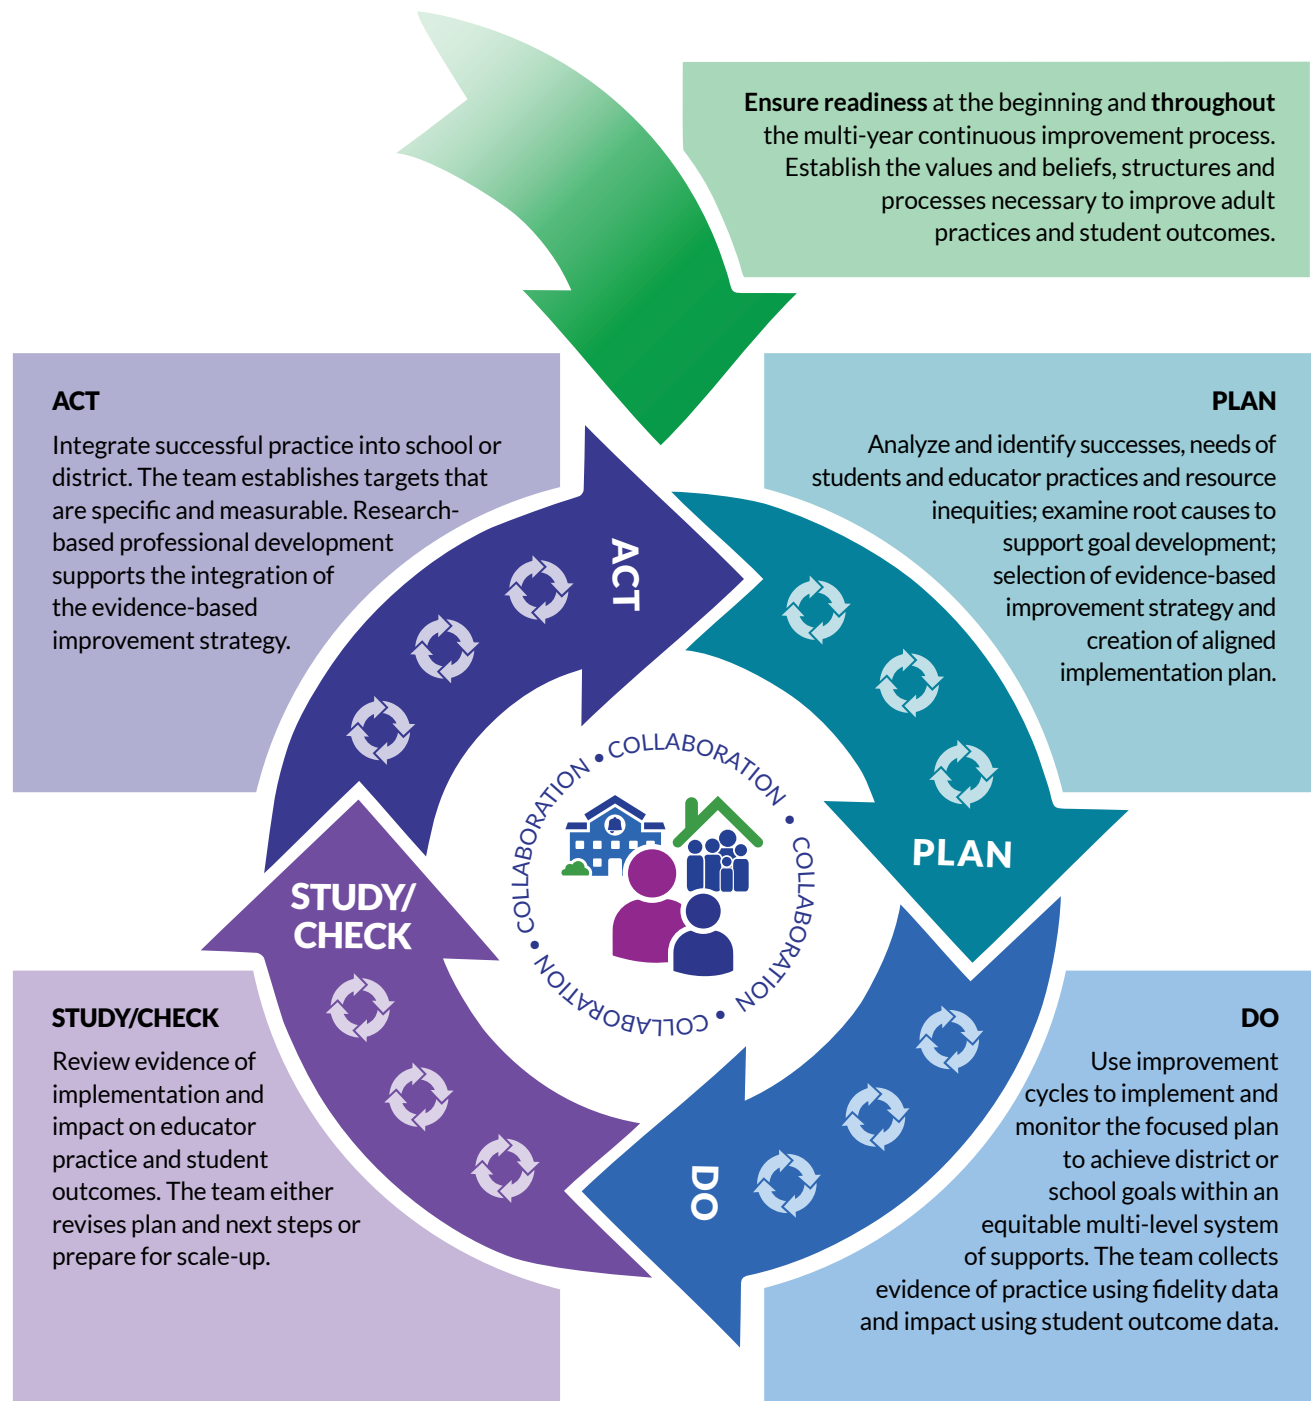 Ensure readiness at the beginning and throughout
the multi-year continuous improvement process.
Establish the values and beliefs, structures and
processes necessary to improve adult
practices and student outcomes.
ACT
Integrate successful practice into school or
district. The team establishes targets that
are specific and measurable. Research-
based professional development
supports the integration of
the evidence-based
improvement strategy.
PLAN
Analyze and identify successes, needs of
students and educator practices and resource
inequities; examine root causes to
support goal development;
selection of evidence-based
improvement strategy and
creation of aligned
implementation plan.
ACT
PLAN
STUDY/
CHECK
DO
COLLABORATION • COLLABORATION • COLLABORATION • COLLABORATION • COLLABORATION •
STUDY/CHECK
Review evidence of
implementation and
impact on educator
practice and student
outcomes. The team either
revises plan and next steps or
prepare for scale-up.
DO
Use improvement
cycles to implement and
monitor the focused plan
to achieve district or
school goals within an
equitable multi-level system
of supports. The team collects
evidence of practice using fidelity data
and impact using student outcome data.